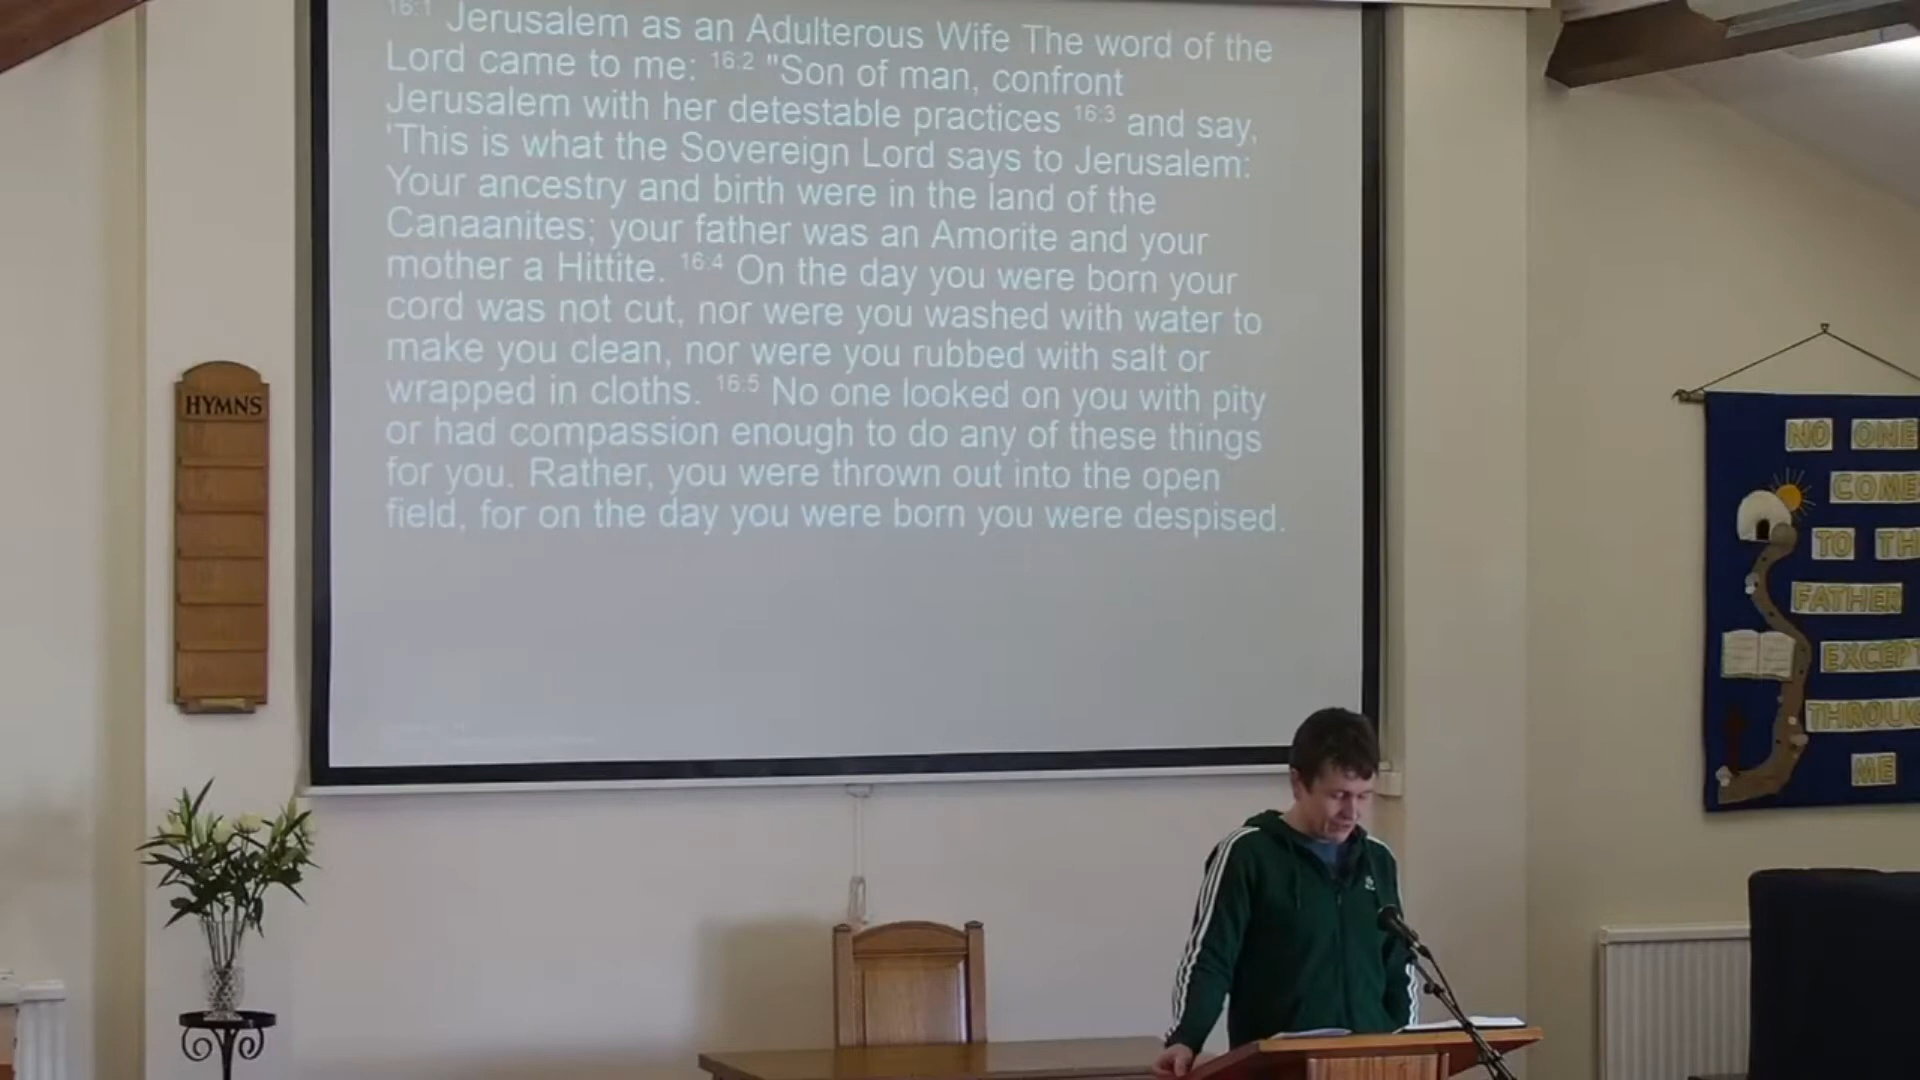 16:1 Jerusalem as an Adulterous Wife The word of the
Lord came to me: 16:2 "Son of man, confront
Jerusalem with her detestable practices 16:3 and say,
'This is what the Sovereign Lord says to Jerusalem:
Your ancestry and birth were in the land of the
Canaanites; your father was an Amorite and your
mother a Hittite. 16:4 On the day you were born your
cord was not cut, nor were you washed with water to
make you clean, nor were you rubbed with salt or
wrapped in cloths. 16:5 No one looked on you with pity
or had compassion enough to do any of these things
for you. Rather, you were thrown out into the open
field, for on the day you were born you were despised.
HYMNS
NO ONE
COME
TO TH
FATHER
EXCEPT
THROUG
ME